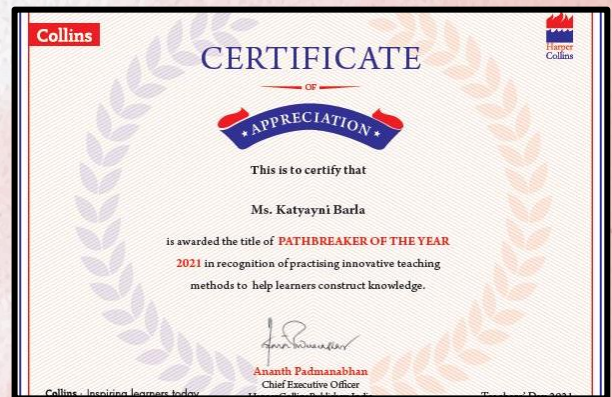 Collins
Harper
Collins
CERTIFICATE
OF
APPRECIATION
This is to certify that
Ms. Katyayni Barla
is awarded the title of PATHBREAKER OF THE YEAR
2021 in recognition of practising innovative teaching
methods to help learners construct knowledge.
Ananth Padmanabhan
Chief Executive Officer